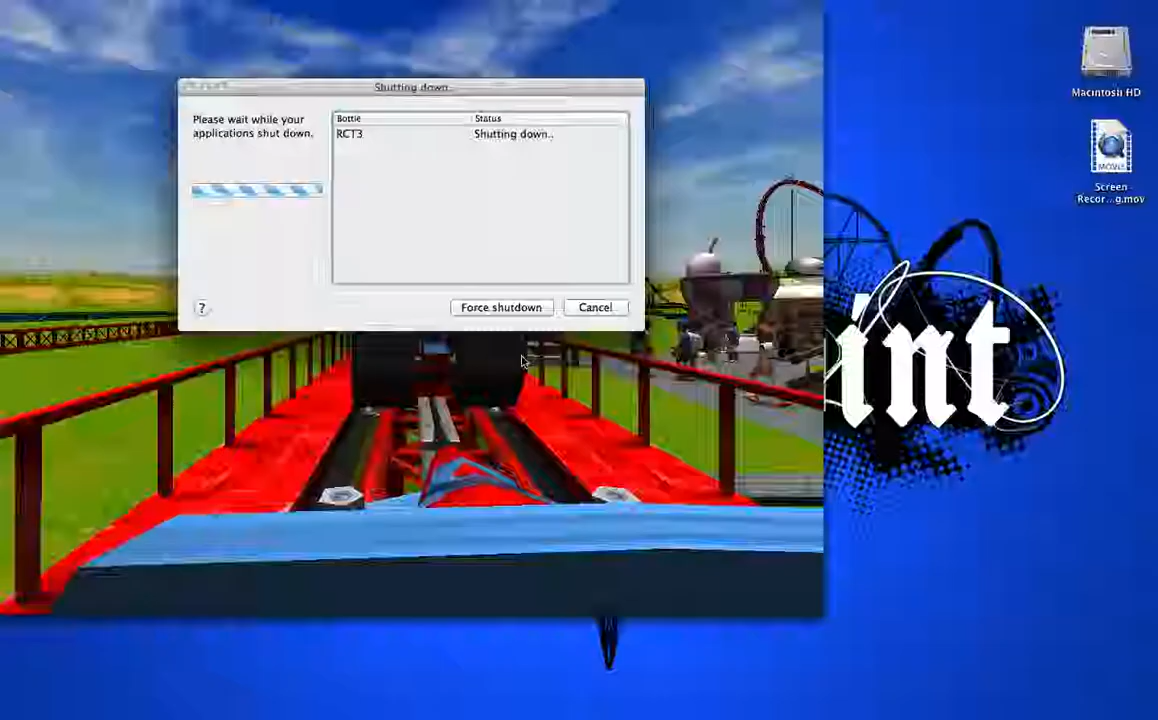 Shutting down..
Please wait while your
applications shut down.
Bottle Status
RCT3 Shutting down..
?
Force shutdown Cancel
Macintosh HD
Screen
Recor...g.mov
int